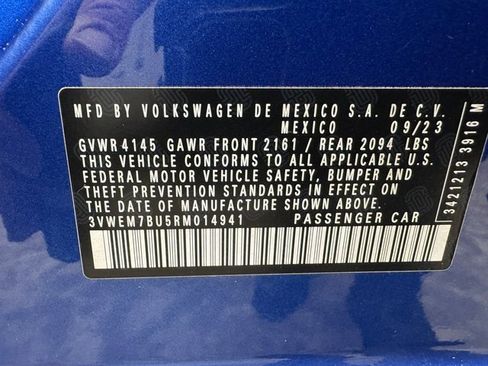 MFD BY VOLKSWAGEN DE MEXICO S.A. DE C.V.
MEXICO 09/23
GVWR 4145 GAWR FRONT 2161 / REAR 2094 LBS
THIS VEHICLE CONFORMS TO ALL APPLICABLE U.S.
FEDERAL MOTOR VEHICLE SAFETY, BUMPER, AND
THEFT PREVENTION STANDARDS IN EFFECT ON
THE DATE OF MANUFACTURE SHOWN ABOVE
3VWEM7BU5RM014941 PASSENGER CAR
3421213 3916 M